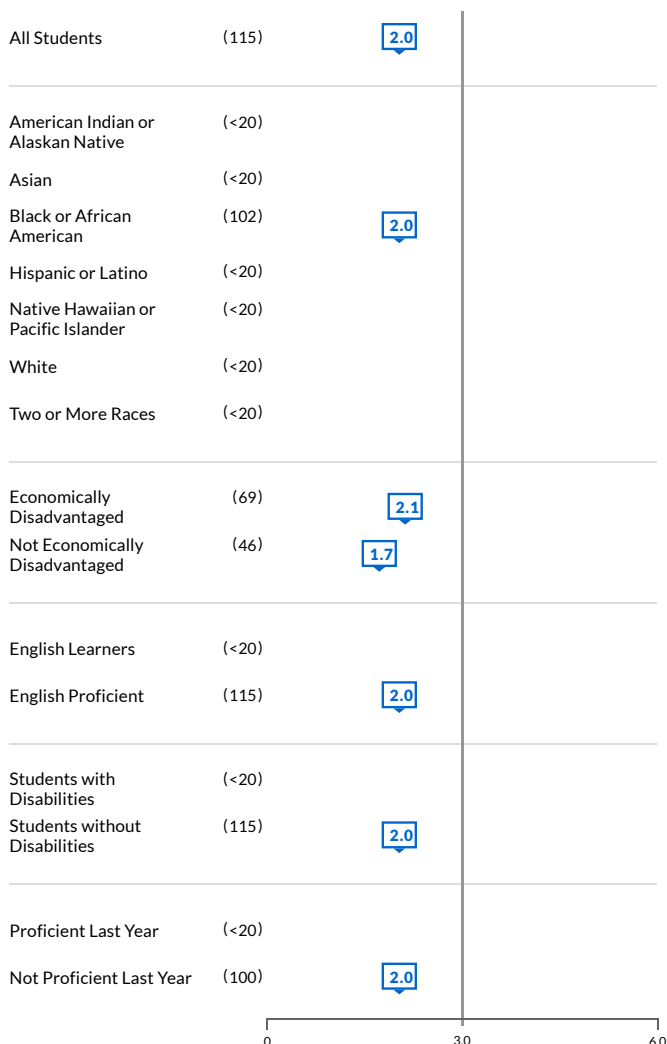 All Students (115) 2.0
American Indian or (<20)
Alaskan Native
Asian (<20)
Black or African (102) 2.0
American
Hispanic or Latino (<20)
Native Hawaiian or (<20)
Pacific Islander
White (<20)
Two or More Races (<20)
Economically (69) 2.1
Disadvantaged
Not Economically (46) 1.7
Disadvantaged
English Learners (<20)
English Proficient (115) 2.0
Students with (<20)
Disabilities
Students without (115) 2.0
Disabilities
Proficient Last Year (<20)
Not Proficient Last Year (100) 2.0
0 3.0 6.0